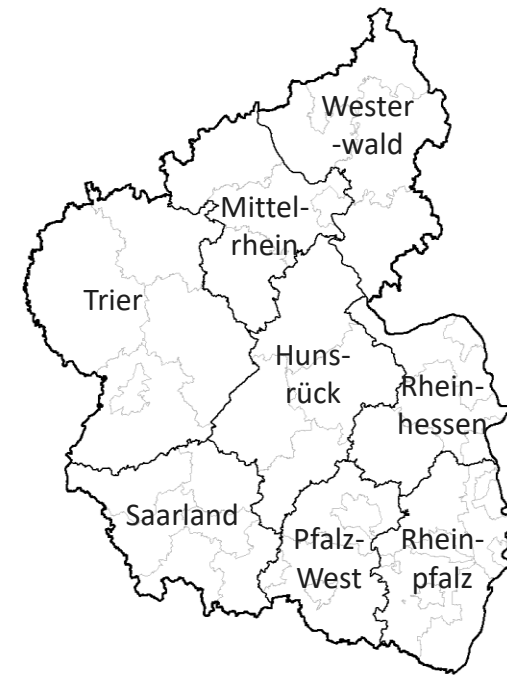 Wester
-wald
Mittel-
rhein
Trier
Huns-
rück
Rhein-
hessen
Saarland
Pfalz-
West
Rhein-
pfalz